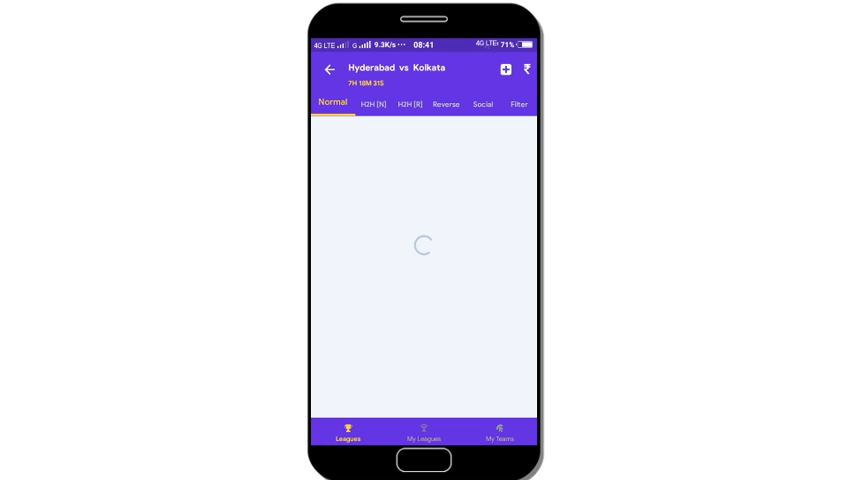 4G LTE G 9.3K/s ··· 08:41 4G LTE 71%
Hyderabad vs Kolkata ₹
7H 18M 31S
Normal H2H [N] H2H [R] Reverse Social Filter
Leagues My Leagues My Teams